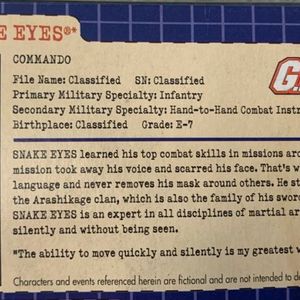 KE EYES®*
COMMANDO
G.
File Name: Classified SN: Classified
Primary Military Specialty: Infantry
Secondary Military Specialty: Hand-to-Hand Combat Instr
Birthplace: Classified Grade: E-7
SNAKE EYES learned his top combat skills in missions aro
mission took away his voice and scarred his face. That's w
language and never removes his mask around others. He st
the Arashikage clan, which is also the family of his sword
SNAKE EYES is an expert in all disciplines of martial ar
silently and without being seen.
"The ability to move quickly and silently is my greatest w
Characters and events referenced herein are fictional and are not intended to de